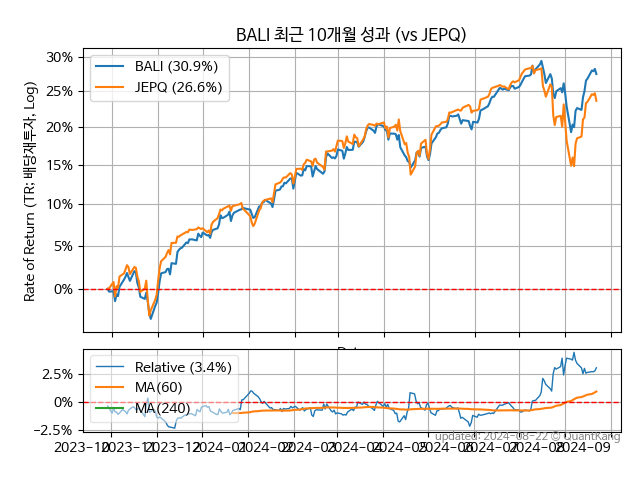 BALI 최근 10개월 성과 (vs JEPQ)
30%
25%
20%
15%
10%
5%
0%
Rate of Return (TR: 배당재투자, Log)
BALI (30.9%)
JEPQ (26.6%)
2.5%
0%
−2.5%
Relative (3.4%)
MA(60)
MA(240)
updated: 2024-08-22 © QuantKang
2023-10
2023-11
2023-12
2024-01
2024-02
2024-03
2024-04
2024-05
2024-06
2024-07
2024-08
2024-09